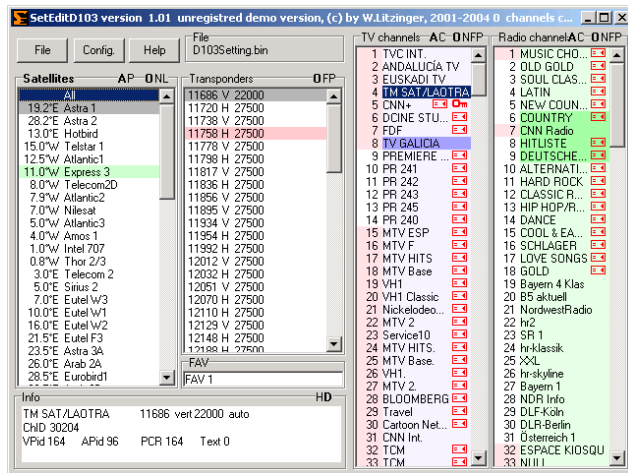 SetEditD103 version 1.01 unregistred demo version, (c) by W.Litzinger, 2001-2004 0 channels c...
File Config. Help
File
D103Setting.bin
Satellites AP ONL
All
19.2°E Astra 1
28.2°E Astra 2
13.0°E Hotbird
15.0°W Telstar 1
12.5°W Atlantic1
11.0°W Express 3
8.0°W Telecom2D
7.9°W Atlantic2
7.0°W Nilesat
5.0°W Atlantic3
4.0°W Amos 1
1.0°W Intel 707
0.8°W Thor 2/3
3.0°E Telecom 2
5.0°E Sirius 2
7.0°E Eutel W3
10.0°E Eutel W1
16.0°E Eutel W2
21.5°E Eutel F3
23.5°E Astra 3A
26.0°E Arab 2A
28.5°E Eurobird1
Transponders OFP
11686 V 22000
11720 H 27500
11738 V 27500
11758 H 27500
11778 V 27500
11798 H 27500
11817 V 27500
11836 H 27500
11856 V 27500
11895 V 27500
11934 V 27500
11954 H 27500
11992 H 27500
12012 V 27500
12032 H 27500
12051 V 27500
12070 H 27500
12110 H 27500
12129 V 27500
12148 H 27500
12188 H 27500
FAV
FAV 1
TV channels AC ONFP
1 TVC INT.
2 ANDALUCÍA TV
3 EUSKADI TV
4 TM SAT/LAOTRA
5 CNN+
6 DCINE STU...
7 FDF
8 TV GALICIA
9 PREMIERE ...
10 PR 241
11 PR 242
12 PR 243
13 PR 245
14 PR 240
15 MTV ESP
16 MTV F
17 MTV HITS
18 MTV Base
19 VH1
20 VH1 Classic
21 Nickelodeo...
22 MTV 2
23 Service10
24 MTV HITS.
25 MTV Base.
26 VH1.
27 MTV 2.
28 BLOOMBERG
29 Travel
30 Cartoon Net...
31 CNN Int.
32 TCM
33 TCM
Radio channel AC ONFP
1 MUSIC CHO...
2 OLD GOLD
3 SOUL CLAS...
4 LATIN
5 NEW COUN...
6 COUNTRY
7 CNN Radio
8 HITLISTE
9 DEUTSCHE...
10 ALTERNATI...
11 HARD ROCK
12 CLASSIC R...
13 HIP HOP/R...
14 DANCE
15 COOL & EA...
16 SCHLAGER
17 LOVE SONGS
18 GOLD
19 Bayern 4 Klas
20 B5 aktuell
21 NordwestRadio
22 hr2
23 SR 1
24 hr-klassik
25 XXL
26 hr-skyline
27 Bayern 1
28 NDR Info
29 DLF-Köln
30 DLR-Berlin
31 Österreich 1
32 ESPACE KIOSQU
33 NULL
Info HD
TM SAT/LAOTRA 11686 vert 22000 auto
ChID 30204
VPid 164 APid 96 PCR 164 Text 0